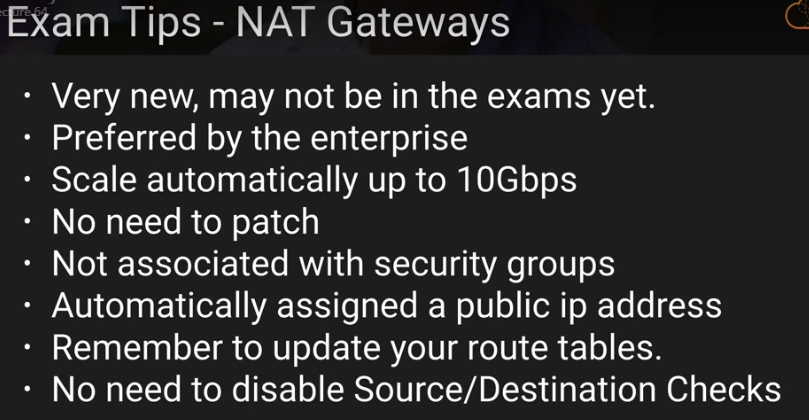 Exam Tips - NAT Gateways
• Very new, may not be in the exams yet.
• Preferred by the enterprise
• Scale automatically up to 10Gbps
• No need to patch
• Not associated with security groups
• Automatically assigned a public ip address
• Remember to update your route tables.
• No need to disable Source/Destination Checks